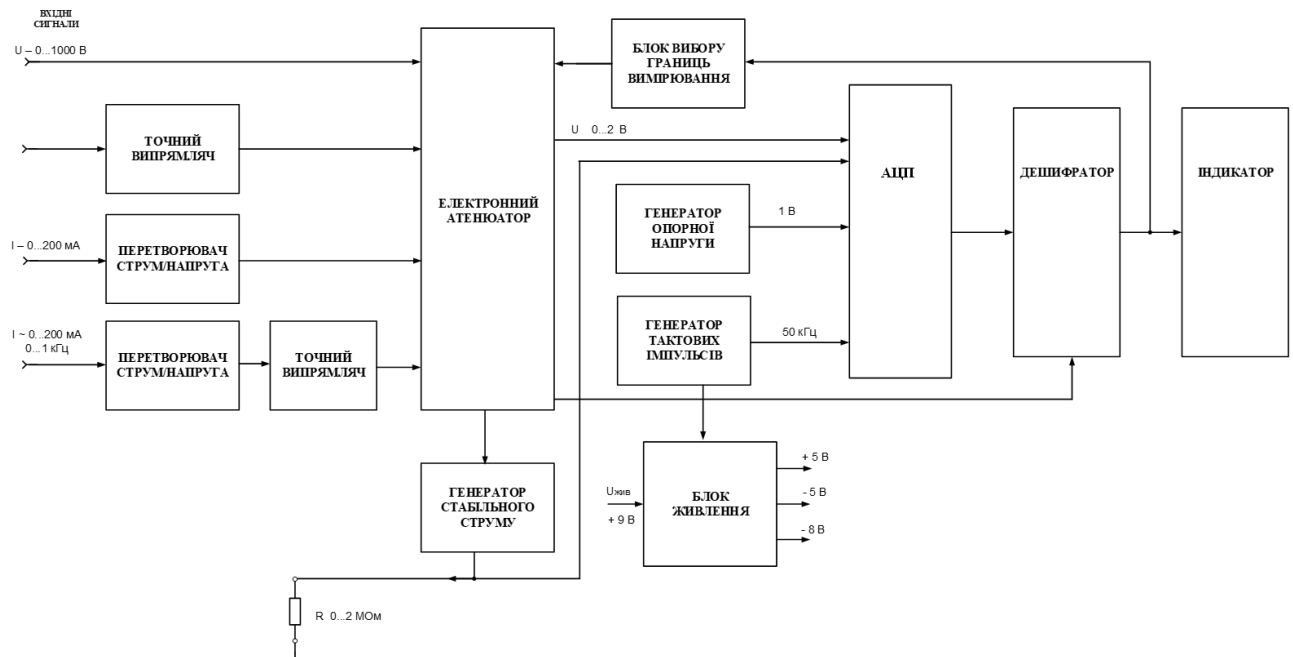 ВХІДНІ
СИГНАЛИ
U – 0...1000 В
ТОЧНИЙ
ВИПРЯМЛЯЧ
I – 0...200 мА
ПЕРЕТВОРЮВАЧ
СТРУМ/НАПРУГА
I ~ 0...200 мА
0...1 кГц
ПЕРЕТВОРЮВАЧ
СТРУМ/НАПРУГА
ТОЧНИЙ
ВИПРЯМЛЯЧ
ЕЛЕКТРОННИЙ
АТЕНЮАТОР
БЛОК ВИБОРУ
ГРАНИЦЬ
ВИМІРЮВАННЯ
U 0...2 В
ГЕНЕРАТОР
ОПОРНОЇ
НАПРУГИ
1 В
ГЕНЕРАТОР
ТАКТОВИХ
ІМПУЛЬСІВ
50 кГц
АЦП
ДЕШИФРАТОР
ІНДИКАТОР
ГЕНЕРАТОР
СТАБІЛЬНОГО
СТРУМУ
Uжив
+ 9 В
БЛОК
ЖИВЛЕННЯ
+ 5 В
- 5 В
- 8 В
R 0...2 МОм